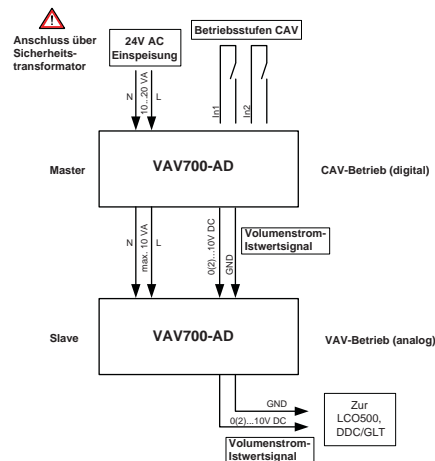 Anschluss über
Sicherheits-
transformator
24V AC
Einspeisung
Betriebsstufen CAV
N
10...20 VA
L
In1
In2
Master
VAV700-AD
CAV-Betrieb (digital)
N
max. 10 VA
L
0(2)...10V DC
GND
Volumenstrom-
Istwertsignal
Slave
VAV700-AD
VAV-Betrieb (analog)
GND
0(2)...10V DC
Volumenstrom-
Istwertsignal
Zur
LCO500,
DDC/GLT